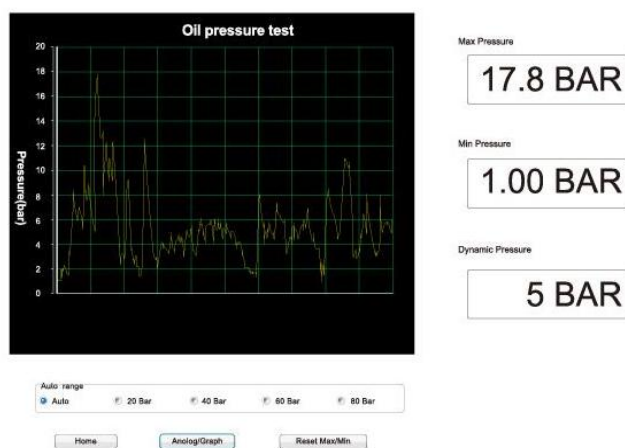 Oil pressure test
Max Pressure
17.8 BAR
Min Pressure
1.00 BAR
Dynamic Pressure
5 BAR
Pressure(bar)
20
18
16
14
12
10
8
6
4
2
0
Auto range
Auto 20 Bar 40 Bar 60 Bar 80 Bar
Home Anolog/Graph Reset Max/Min